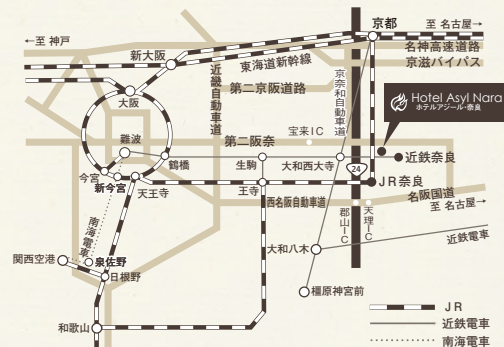 ←至 神戸
京都
至 名古屋→
名神高速道路
京滋バイパス
新大阪
東海道新幹線
近畿自動車道
京奈和自動車道
第二京阪道路
大阪
Hotel Asyl Nara
ホテルアジール・奈良
難波
第二阪奈
宝来IC
鶴橋
生駒
大和西大寺
近鉄奈良
24
今宮
新今宮
天王寺
王寺
JR奈良
名阪国道
至 名古屋→
西名阪自動車道
郡山IC
天理IC
南海電車
大和八木
近鉄電車
関西空港
泉佐野
日根野
橿原神宮前
和歌山
JR
近鉄電車
南海電車